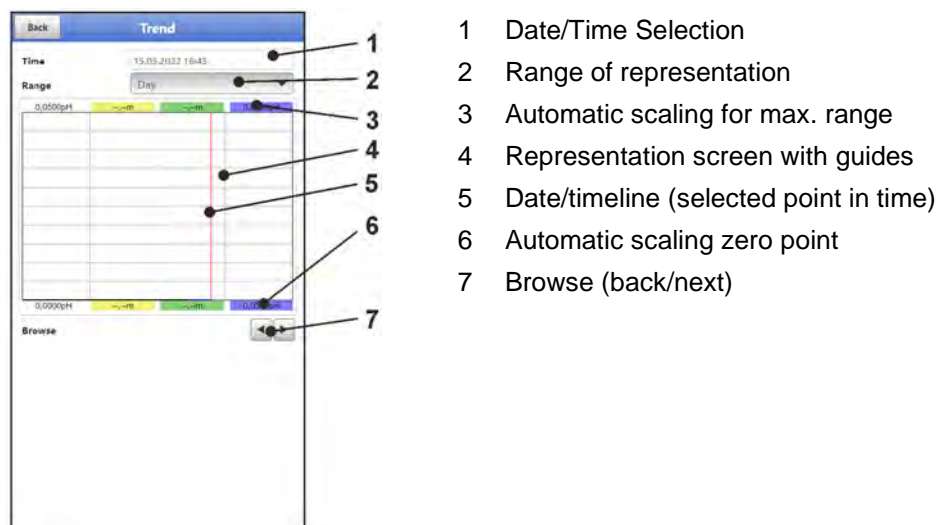 Back Trend
Time 15.05.2022 16:45
Range Day
0,0500pH --,--m --,--m
1
2
3
4
5
6
7
0,0000pH --,--m --,--m
Browse
1 Date/Time Selection
2 Range of representation
3 Automatic scaling for max. range
4 Representation screen with guides
5 Date/timeline (selected point in time)
6 Automatic scaling zero point
7 Browse (back/next)